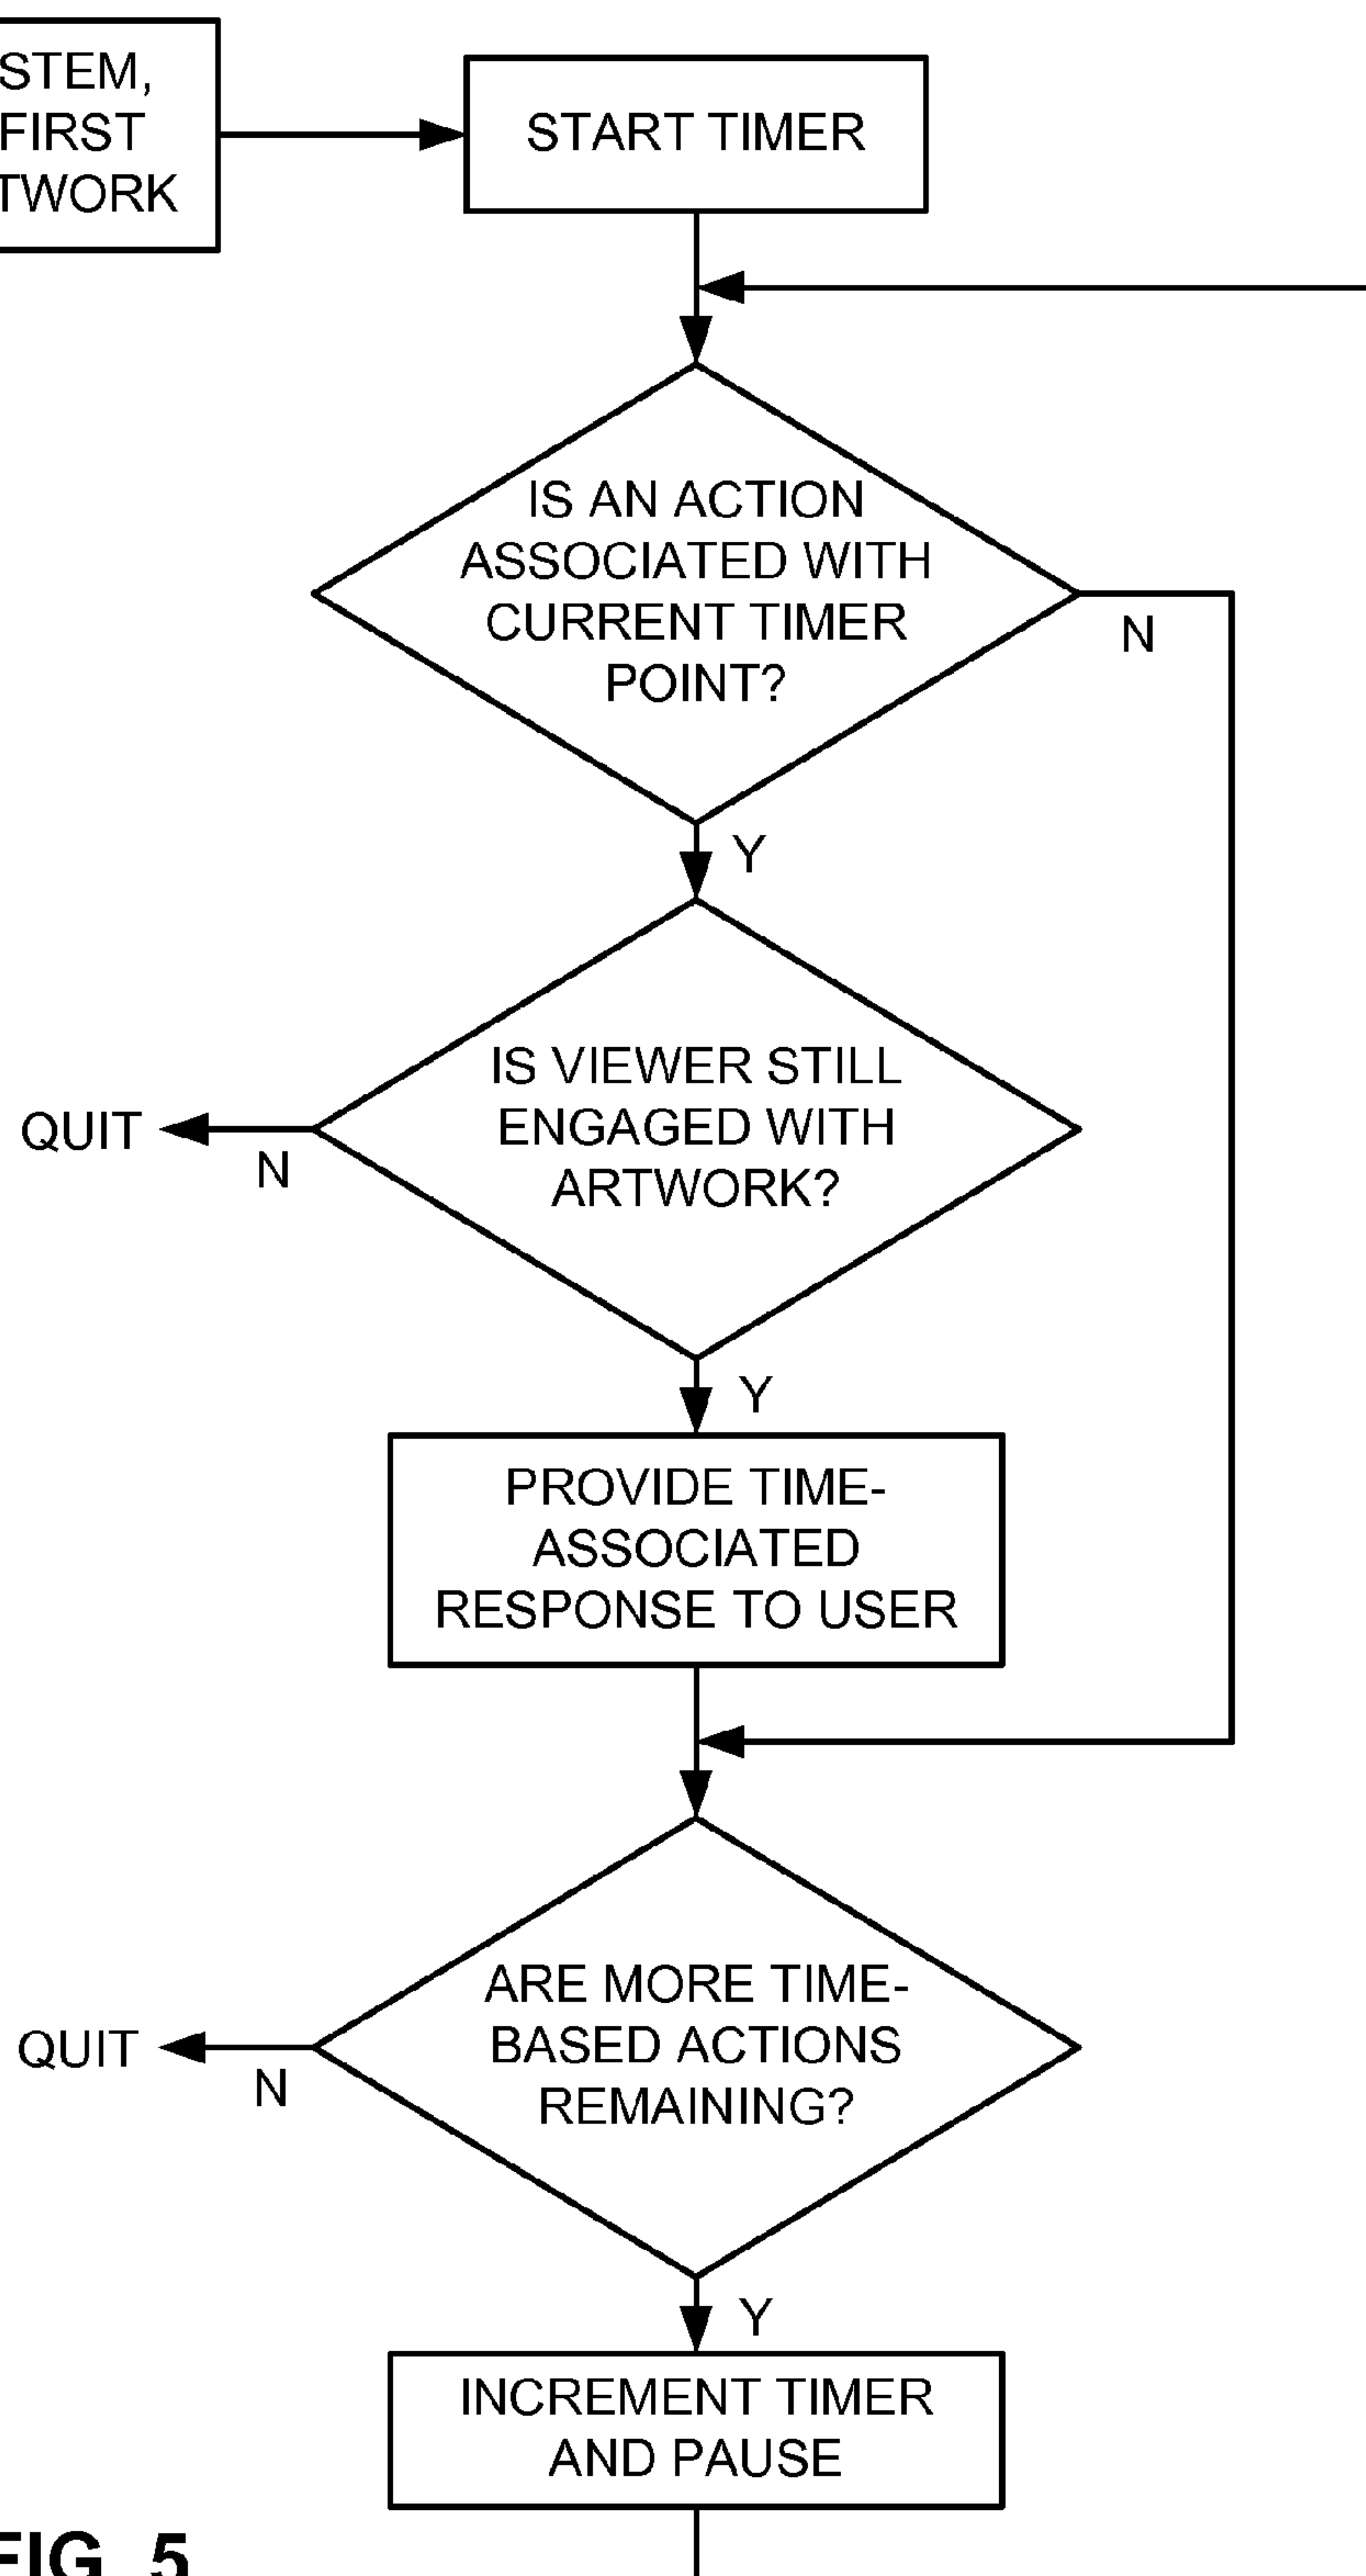 STEM,
FIRST
TWORK
START TIMER
IS AN ACTION
ASSOCIATED WITH
CURRENT TIMER
POINT?
N
Y
IS VIEWER STILL
ENGAGED WITH
ARTWORK?
QUIT
N
Y
PROVIDE TIME-
ASSOCIATED
RESPONSE TO USER
ARE MORE TIME-
BASED ACTIONS
REMAINING?
QUIT
N
Y
INCREMENT TIMER
AND PAUSE
FIG. 5